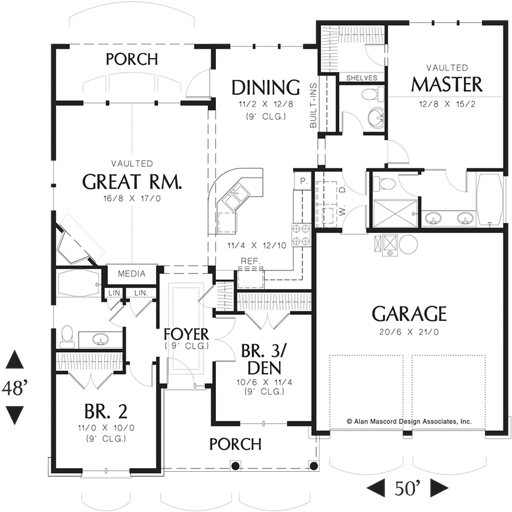 PORCH
DINING
11/2 X 12/8
(9' CLG.)
BUILT-INS
SHELVES
VAULTED
MASTER
12/8 X 15/2
VAULTED
GREAT RM.
16/8 X 17/0
P.
W. D.
11/4 X 12/10
REF.
MEDIA
LIN.
LIN.
FOYER
(9' CLG.)
GARAGE
20/6 X 21/0
BR. 3/
DEN
10/6 X 11/4
(9' CLG.)
48'
BR. 2
11/0 X 10/0
(9' CLG.)
PORCH
© Alan Mascord Design Associates, Inc.
50'